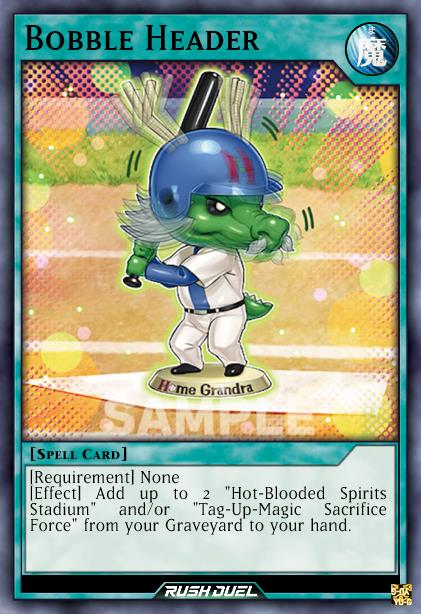 Bobble Header
ま
魔
Home Grandra
SAMPLE
[Spell Card]
[Requirement] None
[Effect] Add up to 2 "Hot-Blooded Spirits
Stadium" and/or "Tag-Up-Magic Sacrifice
Force" from your Graveyard to your hand.
RUSH DUEL